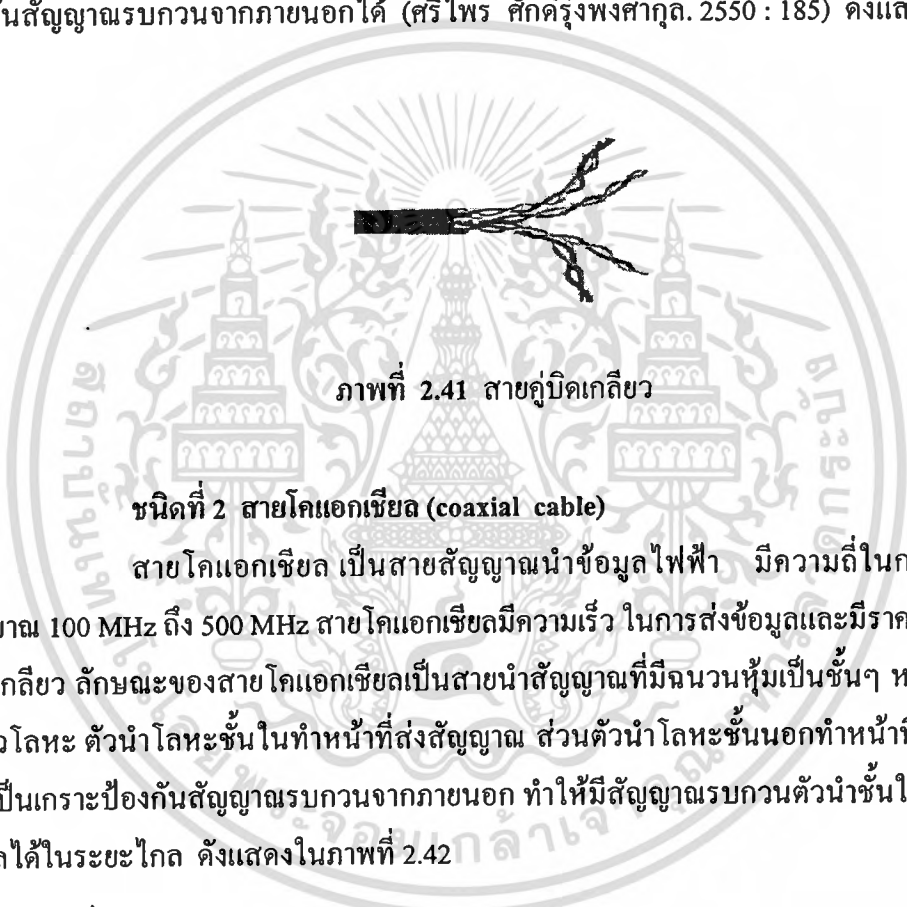 นสัญญาณรบกวนจากภายนอกได้ (ศรีไพร ศักดิ์รุ่งพงศากุล. 2550 : 185) ดังแส
ภาพที่ 2.41 สายคู่บิดเกลียว
ชนิดที่ 2 สายโคแอกเชียล (coaxial cable)
สายโคแอกเชียล เป็นสายสัญญาณนำข้อมูลไฟฟ้า มีความถี่ในก
มาณ 100 MHz ถึง 500 MHz สายโคแอกเชียลมีความเร็ว ในการส่งข้อมูลและมีราค
เกลียว ลักษณะของสายโคแอกเชียลเป็นสายนำสัญญาณที่มีฉนวนหุ้มเป็นชั้นๆ ห
วโลหะ ตัวนำโลหะชั้นในทำหน้าที่ส่งสัญญาณ ส่วนตัวนำโลหะชั้นนอกทำหน้าที
ป็นเกราะป้องกันสัญญาณรบกวนจากภายนอก ทำให้มีสัญญาณรบกวนตัวนำชั้นใ
ลได้ในระยะไกล ดังแสดงในภาพที่ 2.42